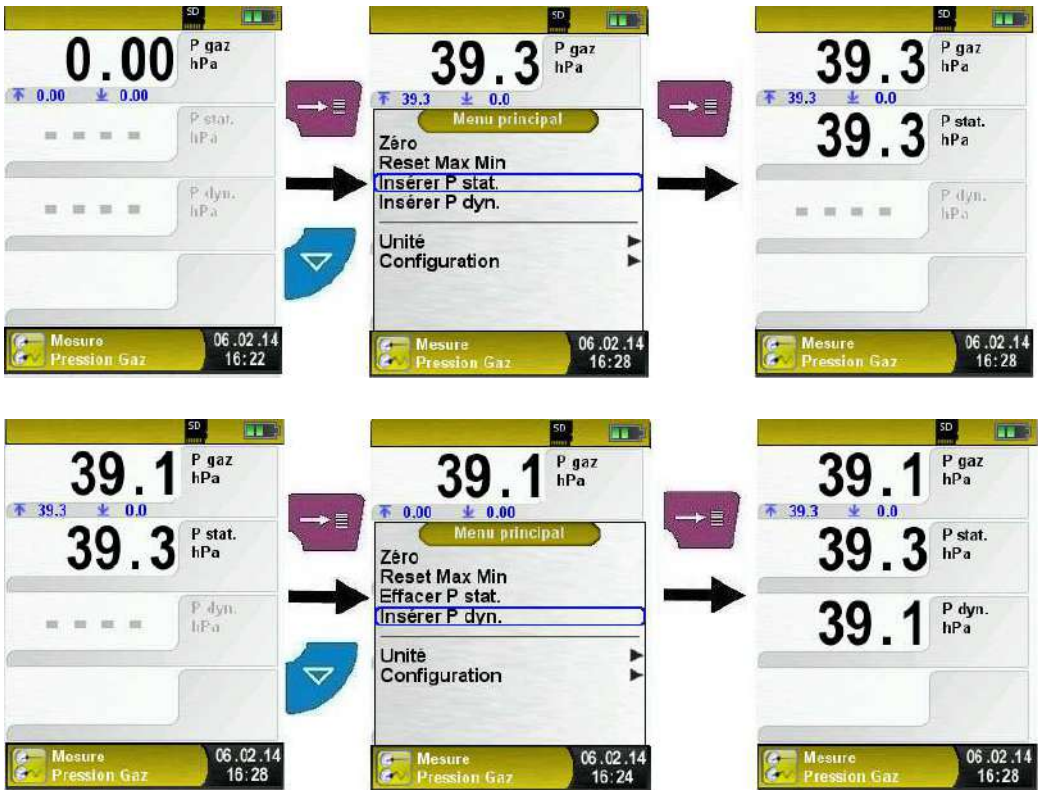 SD
0.00 P gaz
hPa
0.00 0.00
P stat.
hPa
P dyn.
hPa
Mesure 06.02.14
Pression Gaz 16:22
SD
39.3 P gaz
hPa
39.3 0.0
Menu principal
Zéro
Reset Max Min
Insérer P stat.
Insérer P dyn.
Unité
Configuration
Mesure 06.02.14
Pression Gaz 16:28
SD
39.3 P gaz
hPa
39.3 0.0
39.3 P stat.
hPa
P dyn.
hPa
Mesure 06.02.14
Pression Gaz 16:28
SD
39.1 P gaz
hPa
39.3 0.0
39.3 P stat.
hPa
P dyn.
hPa
Mesure 06.02.14
Pression Gaz 16:28
SD
39.1 P gaz
hPa
0.00 0.00
Menu principal
Zéro
Reset Max Min
Effacer P stat.
Insérer P dyn.
Unité
Configuration
Mesure 06.02.14
Pression Gaz 16:24
SD
39.1 P gaz
hPa
39.3 0.0
39.3 P stat.
hPa
39.1 P dyn.
hPa
Mesure 06.02.14
Pression Gaz 16:28